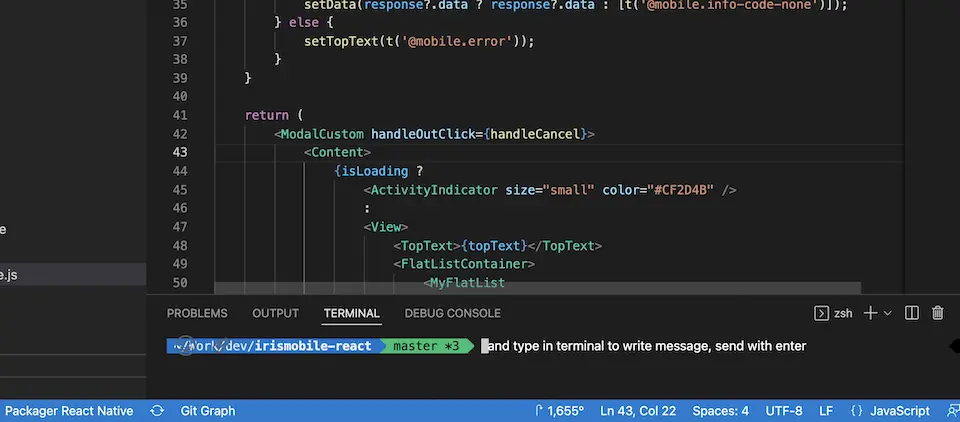 35 setData(response?.data ? response?.data : [t('@mobile.info-code-none')]);
36 } else {
37 setTopText(t('@mobile.error'));
38 }
39 }
40
41 return (
42 <ModalCustom handleOutClick={handleCancel}>
43 <Content>
44 {isLoading ?
45 <ActivityIndicator size="small" color="#CF2D4B" />
46 :
47 <View>
48 <TopText>{topText}</TopText>
49 <FlatListContainer>
50 <MyFlatList
e
e.js
PROBLEMS OUTPUT TERMINAL DEBUG CONSOLE zsh
~/Work/dev/irismobile-react master *3 and type in terminal to write message, send with enter
Packager React Native Git Graph 1,655° Ln 43, Col 22 Spaces: 4 UTF-8 LF {} JavaScript